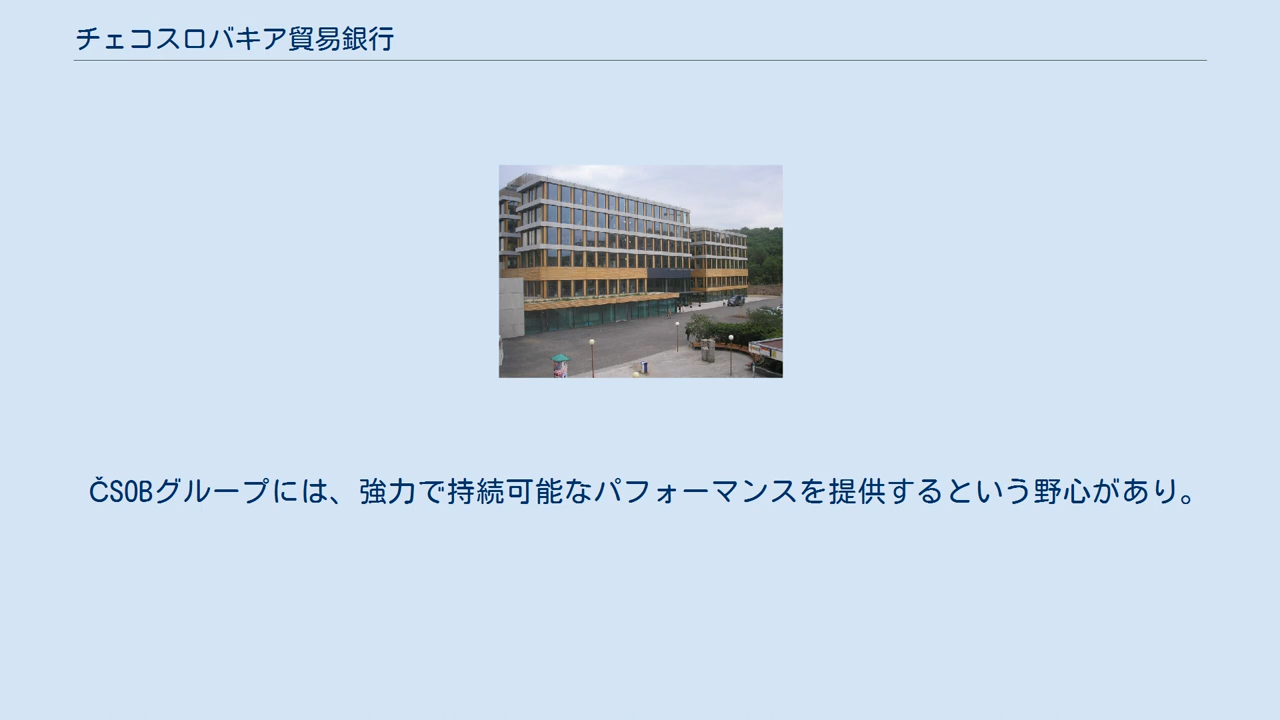 チェコスロバキア貿易銀行
ČSOBグループには、強力で持続可能なパフォーマンスを提供するという野心があり。